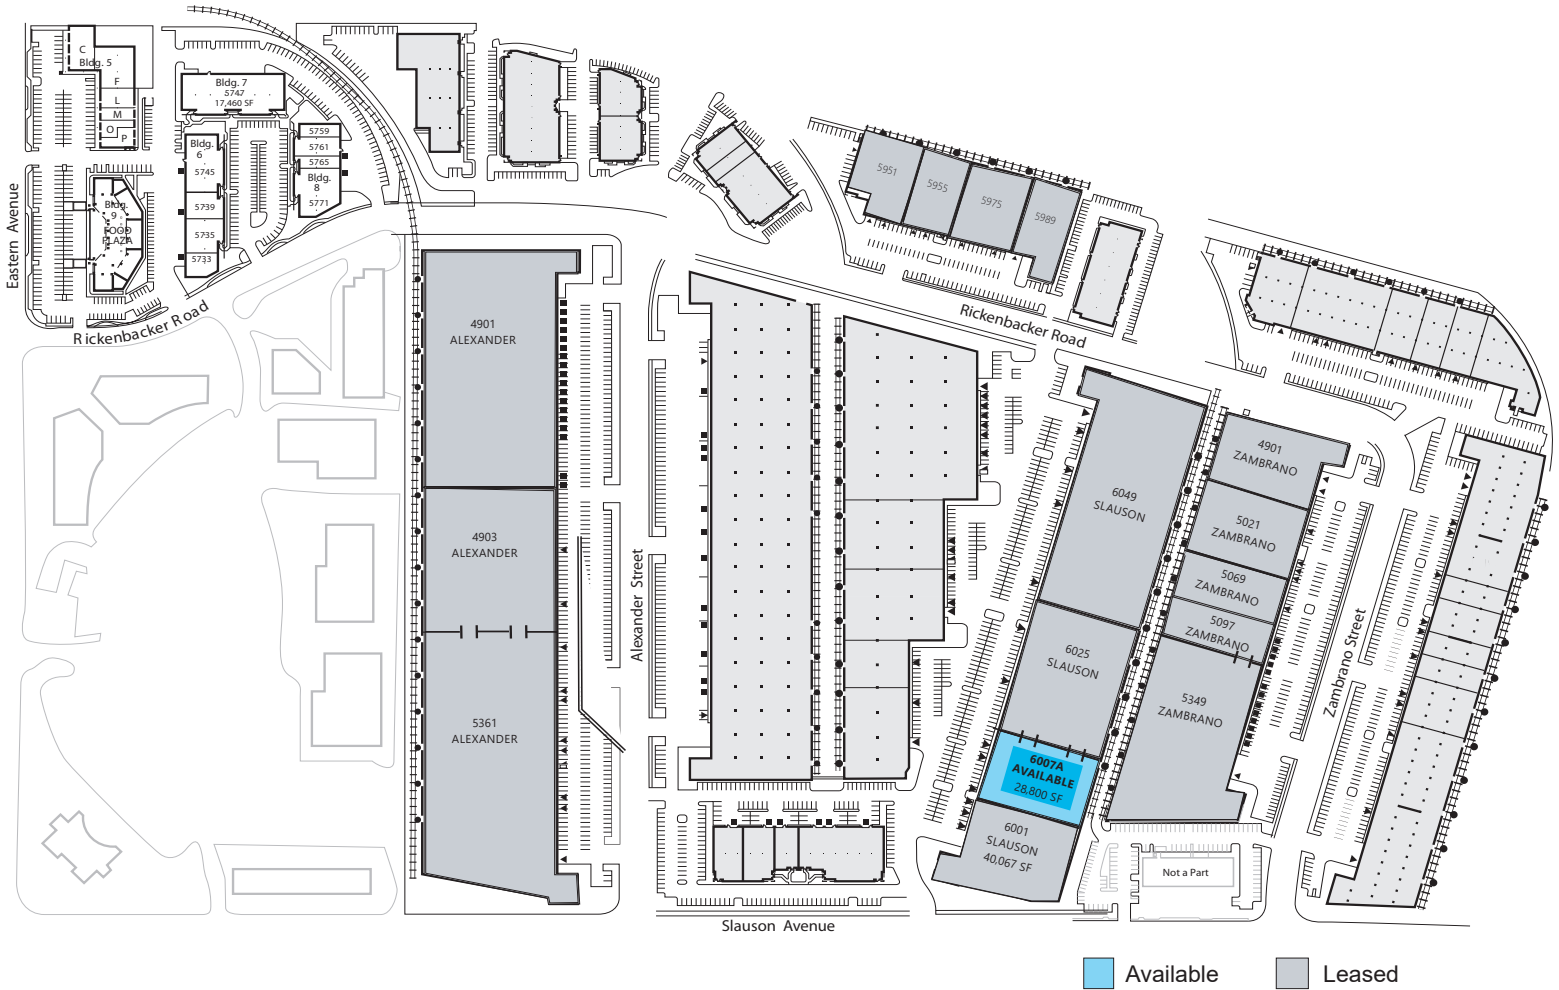 C
Bldg. 5
F
L
M
O
P
Bldg. 7
5747
17,460 SF
Bldg.
6
5745
5739
5735
5733
5759
5761
5765
Bldg.
8
5771
Bldg.
9
FOOD
PLAZA
Eastern Avenue
Rickenbacker Road
4901
ALEXANDER
4903
ALEXANDER
5361
ALEXANDER
Alexander Street
5951
5955
5975
5989
Rickenbacker Road
6049
SLAUSON
6025
SLAUSON
6007A
AVAILABLE
28,800 SF
6001
SLAUSON
40,067 SF
4901
ZAMBRANO
5021
ZAMBRANO
5069
ZAMBRANO
5097
ZAMBRANO
5349
ZAMBRANO
Zambrano Street
Not a Part
Slauson Avenue
Available
Leased